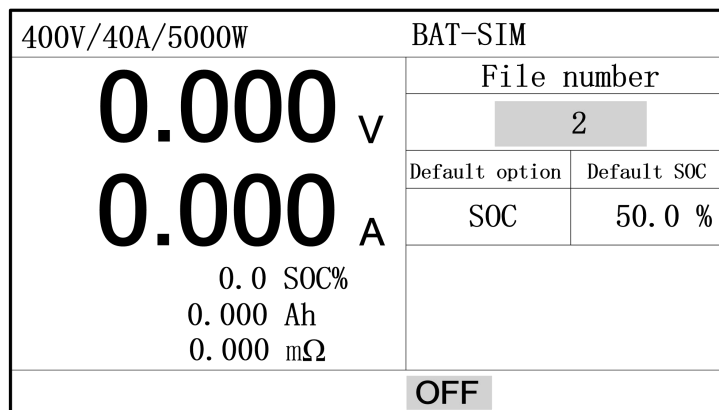 400V/40A/5000W BAT-SIM
0.000 V
0.000 A
0.0 SOC%
0.000 Ah
0.000 mΩ
File number
2
Default option Default SOC
SOC 50.0 %
OFF